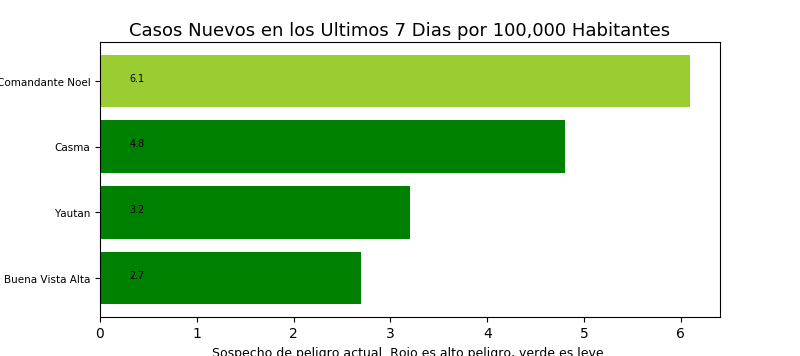 Casos Nuevos en los Ultimos 7 Dias por 100,000 Habitantes
Comandante Noel
6.1
Casma
4.8
Yautan
3.2
Buena Vista Alta
2.7
0 1 2 3 4 5 6
Sospecho de peligro actual. Rojo es alto peligro, verde es leve